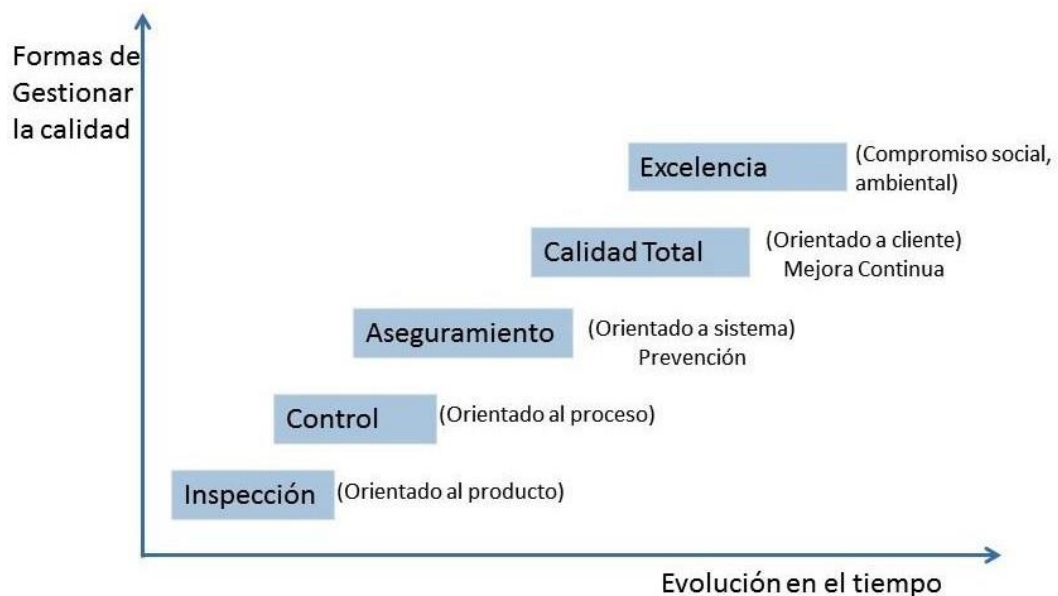 Formas de
Gestionar
la calidad
Excelencia
(Compromiso social,
ambiental)
Calidad Total
(Orientado a cliente)
Mejora Continua
Aseguramiento
(Orientado a sistema)
Prevención
Control
(Orientado al proceso)
Inspección
(Orientado al producto)
Evolución en el tiempo